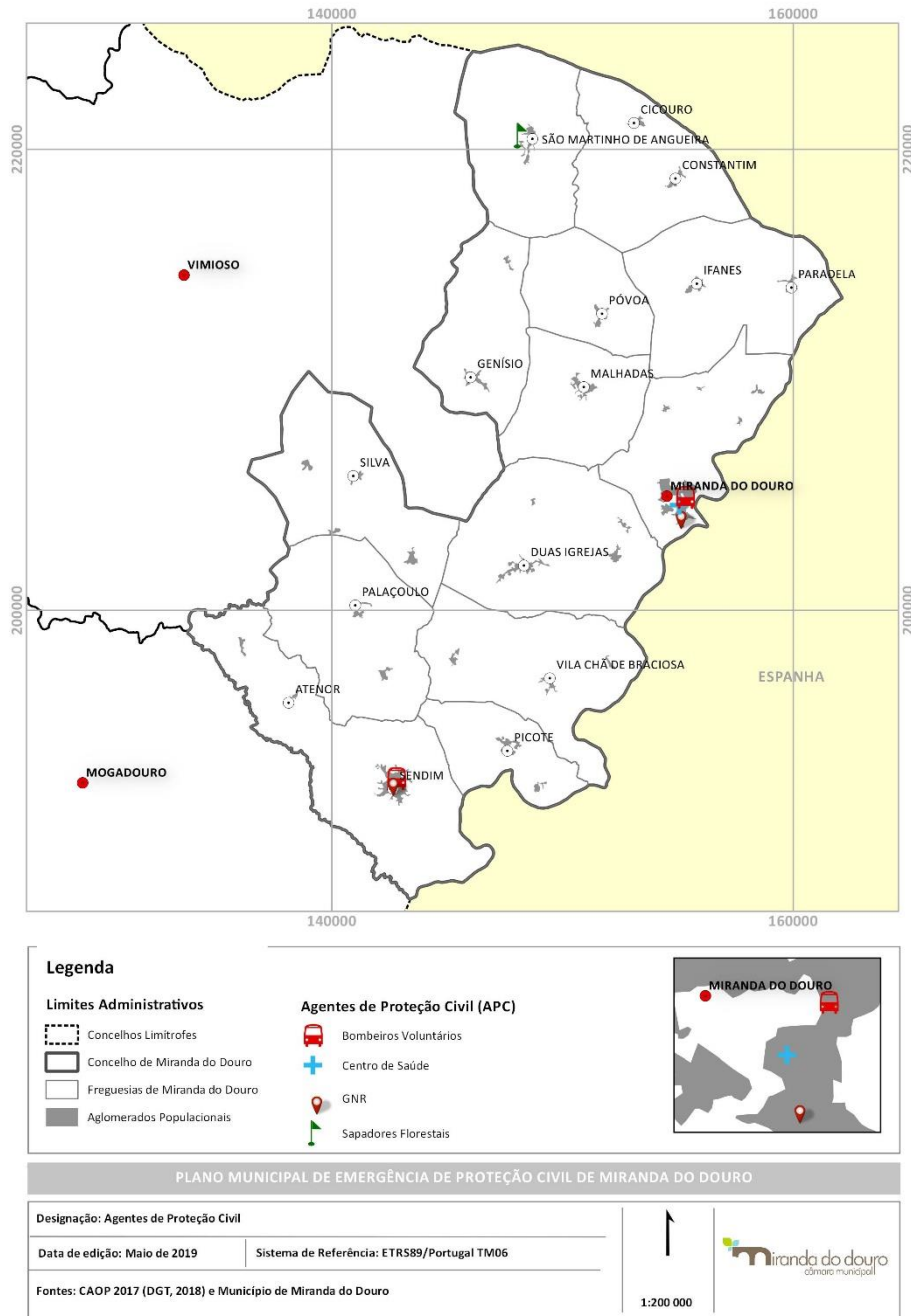 140000
160000
CICOURO
SÃO MARTINHO DE ANGUEIRA
220000
220000
CONSTANTIM
VIMIOSO
IFANES
PARADELA
PÓVOA
GENÍSIO
MALHADAS
SILVA
MIRANDA DO DOURO
DUAS IGREJAS
PALAÇOULO
200000
200000
VILA CHÃ DE BRACIOSA
ESPANHA
ATENOR
PICOTE
MOGADOURO
SENDIM
140000
160000
Legenda
Limites Administrativos
Concelhos Limitrofes
Concelho de Miranda do Douro
Freguesias de Miranda do Douro
Aglomerados Populacionais
Agentes de Proteção Civil (APC)
Bombeiros Voluntários
Centro de Saúde
GNR
Sapadores Florestais
MIRANDA DO DOURO
PLANO MUNICIPAL DE EMERGÊNCIA DE PROTEÇÃO CIVIL DE MIRANDA DO DOURO
Designação: Agentes de Proteção Civil
Data de edição: Maio de 2019
Sistema de Referência: ETRS89/Portugal TM06
Fontes: CAOP 2017 (DGT, 2018) e Município de Miranda do Douro
1:200 000
miranda do douro
câmara municipal